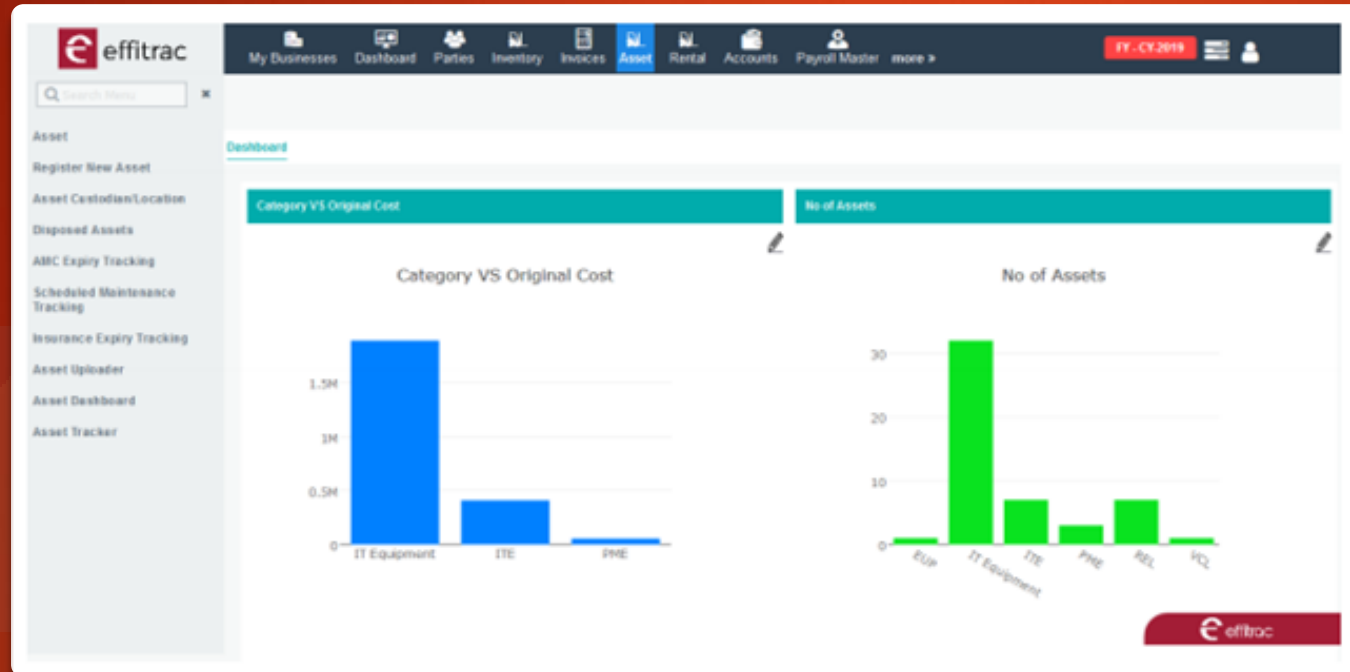 effitrac
My Businesses Dashboard Parties Inventory Invoices Asset Rental Accounts Payroll Master more »
FY - CY-2019
Search Menu
Asset
Register New Asset
Asset Custodian/Location
Disposed Assets
AMC Expiry Tracking
Scheduled Maintenance
Tracking
Insurance Expiry Tracking
Asset Uploader
Asset Dashboard
Asset Tracker
Dashboard
Category VS Original Cost
Category VS Original Cost
1.5M
1M
0.5M
0
IT Equipment ITE PME
No of Assets
No of Assets
30
20
10
0
EUP IT Equipment ITE PME REL VCL
effitrac